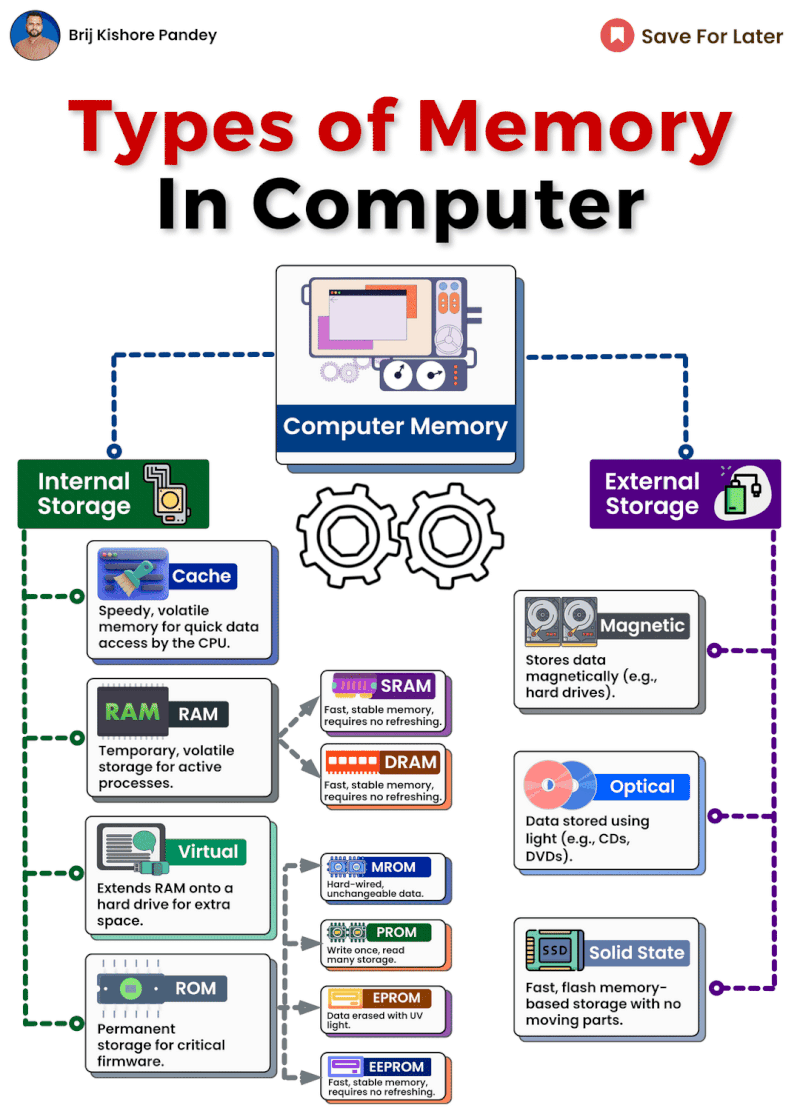 Brij Kishore Pandey
Save For Later
Types of Memory
In Computer
Computer Memory
Internal
Storage
External
Storage
Cache
Speedy, volatile
memory for quick data
access by the CPU.
RAM
RAM
Temporary, volatile
storage for active
processes.
SRAM
Fast, stable memory,
requires no refreshing.
DRAM
Fast, stable memory,
requires no refreshing.
Virtual
Extends RAM onto a
hard drive for extra
space.
ROM
Permanent
storage for critical
firmware.
MROM
Hard-wired,
unchangeable data.
PROM
Write once, read
many storage.
EPROM
Data erased with UV
light.
EEPROM
Fast, stable memory,
requires no refreshing.
Magnetic
Stores data
magnetically (e.g.,
hard drives).
Optical
Data stored using
light (e.g., CDs,
DVDs).
SSD
Solid State
Fast, flash memory-
based storage with no
moving parts.